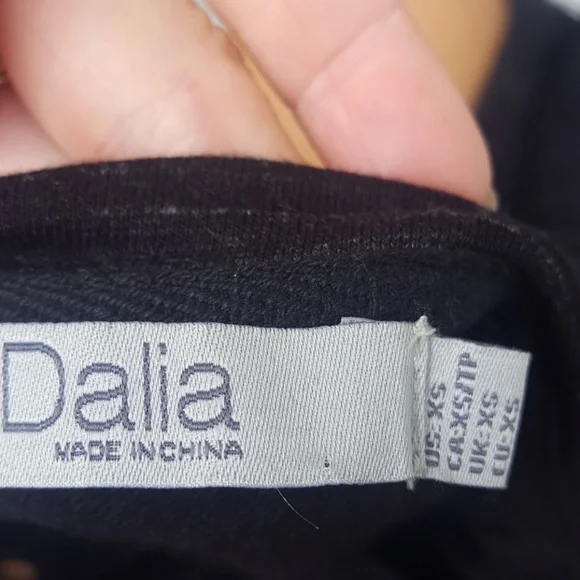 Dalia
MADE IN CHINA
US-XS
CA-XS/TP
UK-XS
EU-XS